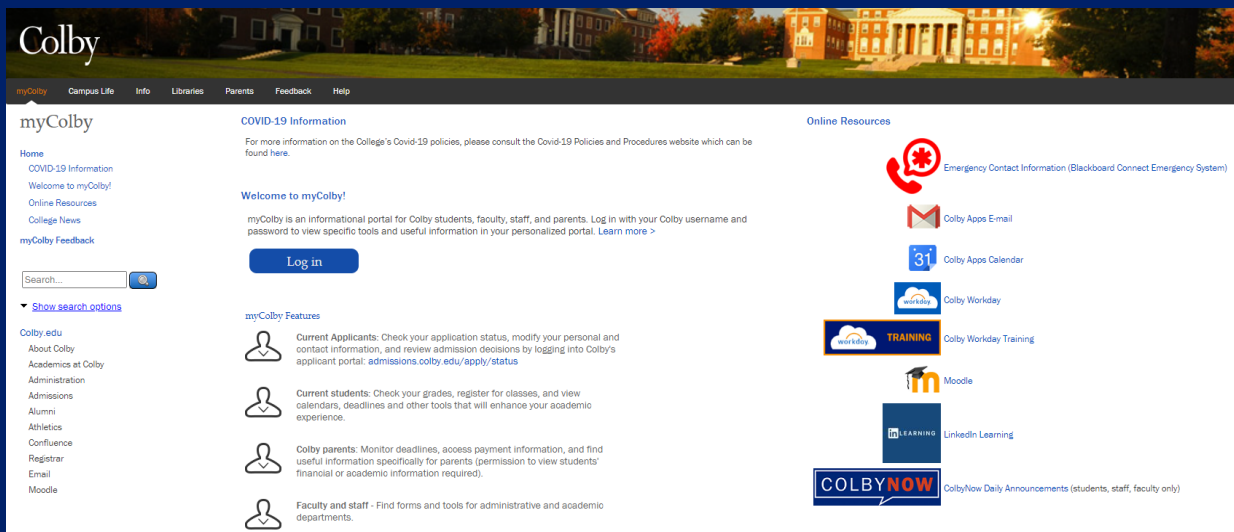 Colby
myColby
Campus Life
Info
Libraries
Parents
Feedback
Help
myColby
Home
COVID-19 Information
Welcome to myColby!
Online Resources
College News
myColby Feedback
Search...
Show search options
Colby.edu
About Colby
Academics at Colby
Administration
Admissions
Alumni
Athletics
Confluence
Registrar
Email
Moodle
COVID-19 Information
For more information on the College's Covid-19 policies, please consult the Covid-19 Policies and Procedures website which can be
found here.
Welcome to myColby!
myColby is an informational portal for Colby students, faculty, staff, and parents. Log in with your Colby username and
password to view specific tools and useful information in your personalized portal. Learn more >
Log in
myColby Features
Current Applicants: Check your application status, modify your personal and
contact information, and review admission decisions by logging into Colby's
applicant portal: admissions.colby.edu/apply/status
Current students: Check your grades, register for classes, and view
calendars, deadlines and other tools that will enhance your academic
experience.
Colby parents: Monitor deadlines, access payment information, and find
useful information specifically for parents (permission to view students'
financial or academic information required).
Faculty and staff - Find forms and tools for administrative and academic
departments.
Online Resources
Emergency Contact Information (Blackboard Connect Emergency System)
Colby Apps E-mail
31
Colby Apps Calendar
workday.
Colby Workday
workday. TRAINING
Colby Workday Training
m
Moodle
in LEARNING
LinkedIn Learning
COLBYNOW
ColbyNow Daily Announcements (students, staff, faculty only)